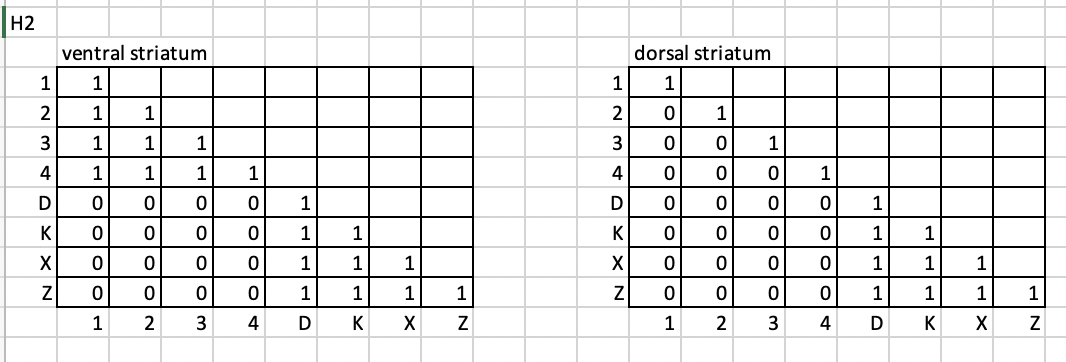 H2
ventral striatum dorsal striatum
1 1 1 1
2 1 1 2 0 1
3 1 1 1 3 0 0 1
4 1 1 1 1 4 0 0 0 1
D 0 0 0 0 1 D 0 0 0 0 1
K 0 0 0 0 1 1 K 0 0 0 0 1 1
X 0 0 0 0 1 1 1 X 0 0 0 0 1 1 1
Z 0 0 0 0 1 1 1 1 Z 0 0 0 0 1 1 1 1
1 2 3 4 D K X Z 1 2 3 4 D K X Z